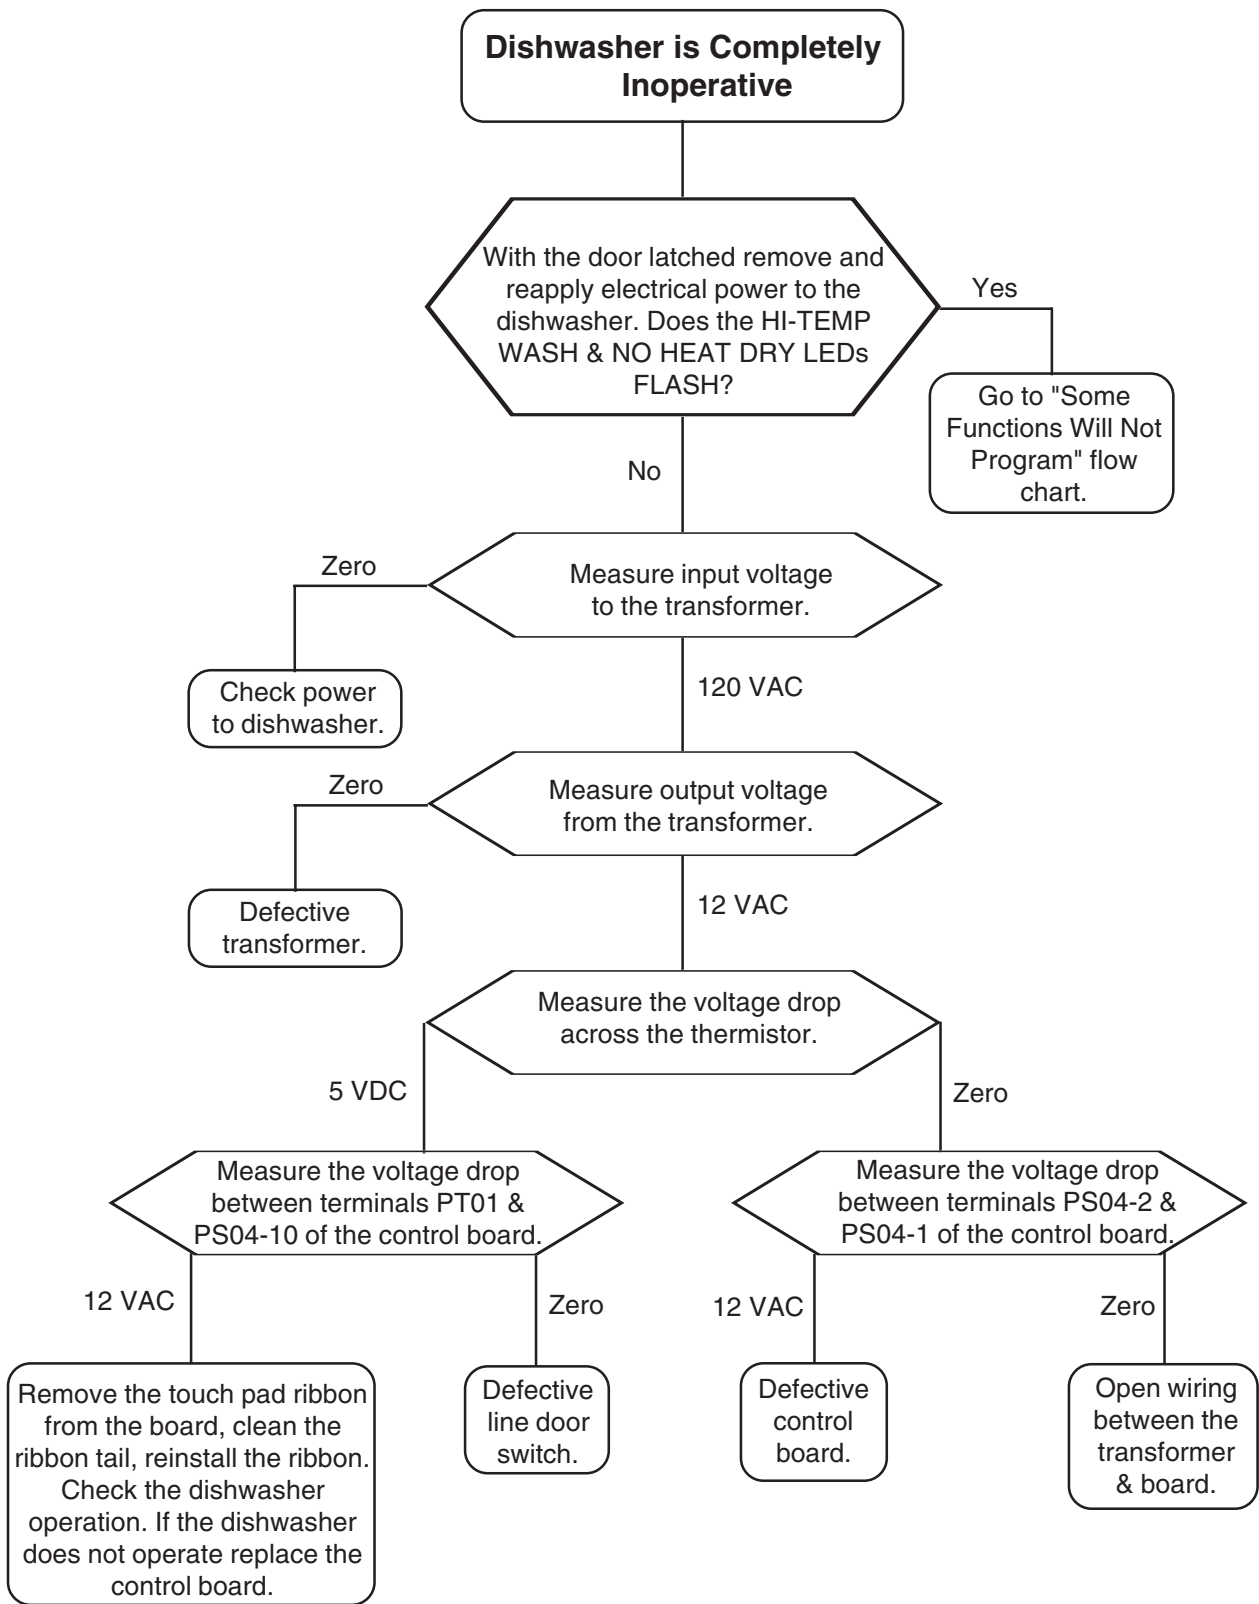 Dishwasher is Completely
Inoperative
With the door latched remove and
reapply electrical power to the
dishwasher. Does the HI-TEMP
WASH & NO HEAT DRY LEDs
FLASH?
Yes
Go to "Some
Functions Will Not
Program" flow
chart.
No
Measure input voltage
to the transformer.
Zero
Check power
to dishwasher.
120 VAC
Measure output voltage
from the transformer.
Zero
Defective
transformer.
12 VAC
Measure the voltage drop
across the thermistor.
5 VDC
Zero
Measure the voltage drop
between terminals PT01 &
PS04-10 of the control board.
Measure the voltage drop
between terminals PS04-2 &
PS04-1 of the control board.
12 VAC
Zero
12 VAC
Zero
Remove the touch pad ribbon
from the board, clean the
ribbon tail, reinstall the ribbon.
Check the dishwasher
operation. If the dishwasher
does not operate replace the
control board.
Defective
line door
switch.
Defective
control
board.
Open wiring
between the
transformer
& board.